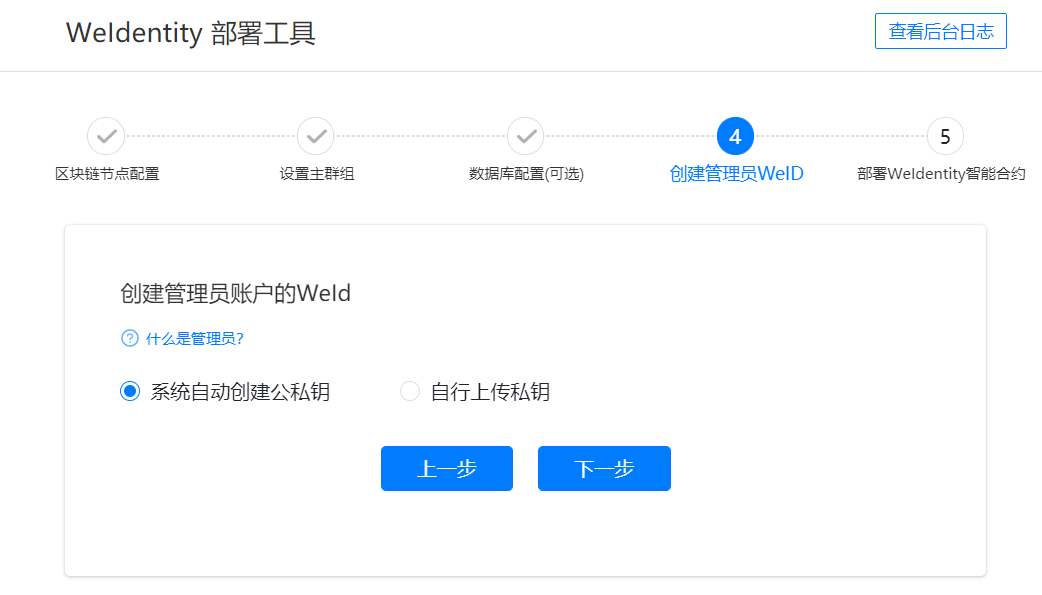 WeIdentity 部署工具
查看后台日志
4
5
区块链节点配置
设置主群组
数据库配置(可选)
创建管理员WeID
部署WeIdentity智能合约
创建管理员账户的WeId
? 什么是管理员?
系统自动创建公私钥
自行上传私钥
上一步
下一步